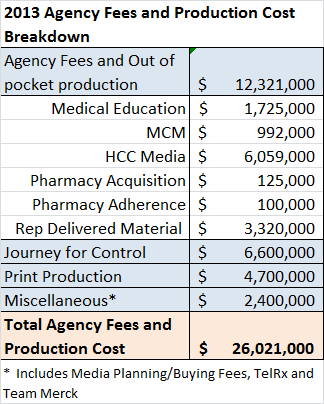 2013 Agency Fees and Production Cost
Breakdown
Agency Fees and Out of
pocket production $ 12,321,000
Medical Education $ 1,725,000
MCM $ 992,000
HCC Media $ 6,059,000
Pharmacy Acquisition $ 125,000
Pharmacy Adherence $ 100,000
Rep Delivered Material $ 3,320,000
Journey for Control $ 6,600,000
Print Production $ 4,700,000
Miscellaneous* $ 2,400,000
Total Agency Fees and
Production Cost $ 26,021,000
* Includes Media Planning/Buying Fees, TelRx and
Team Merck